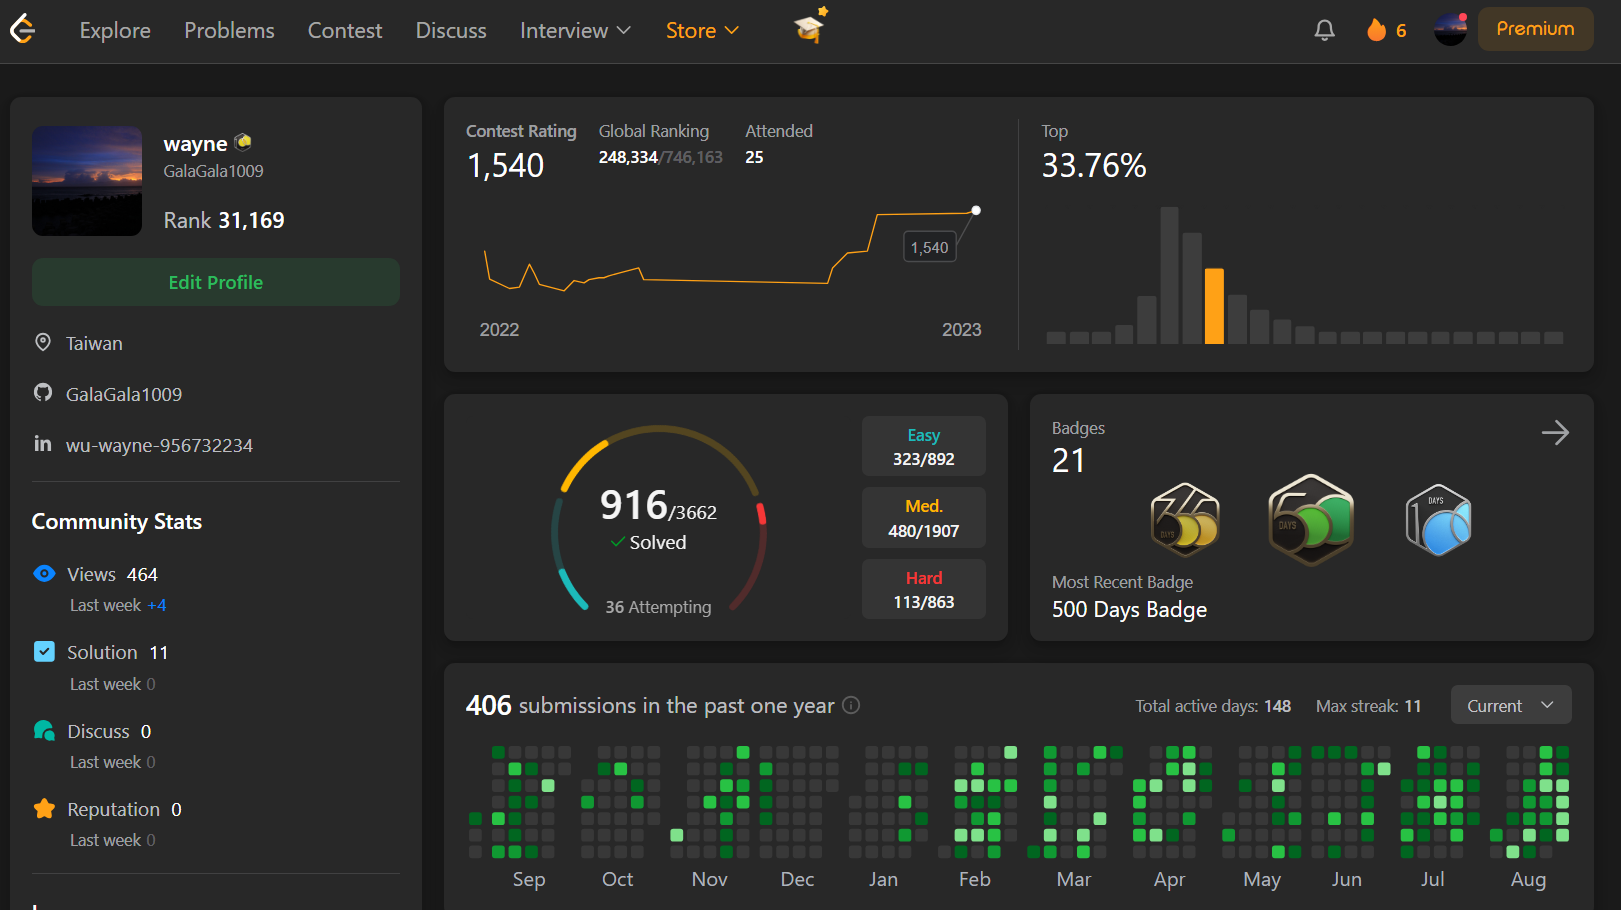 Explore Problems Contest Discuss Interview Store 6 Premium
wayne
GalaGala1009
Rank 31,169
Edit Profile
Taiwan
GalaGala1009
wu-wayne-956732234
Community Stats
Views 464
Last week +4
Solution 11
Last week 0
Discuss 0
Last week 0
Reputation 0
Last week 0
Contest Rating Global Ranking Attended
1,540 248,334/746,163 25
1,540
2022 2023
Top
33.76%
916/3662
Solved
36 Attempting
Easy
323/892
Med.
480/1907
Hard
113/863
Badges
21
36 DAYS
5 DAYS
DAYS 100
Most Recent Badge
500 Days Badge
406 submissions in the past one year
Total active days: 148 Max streak: 11 Current
Sep Oct Nov Dec Jan Feb Mar Apr May Jun Jul Aug